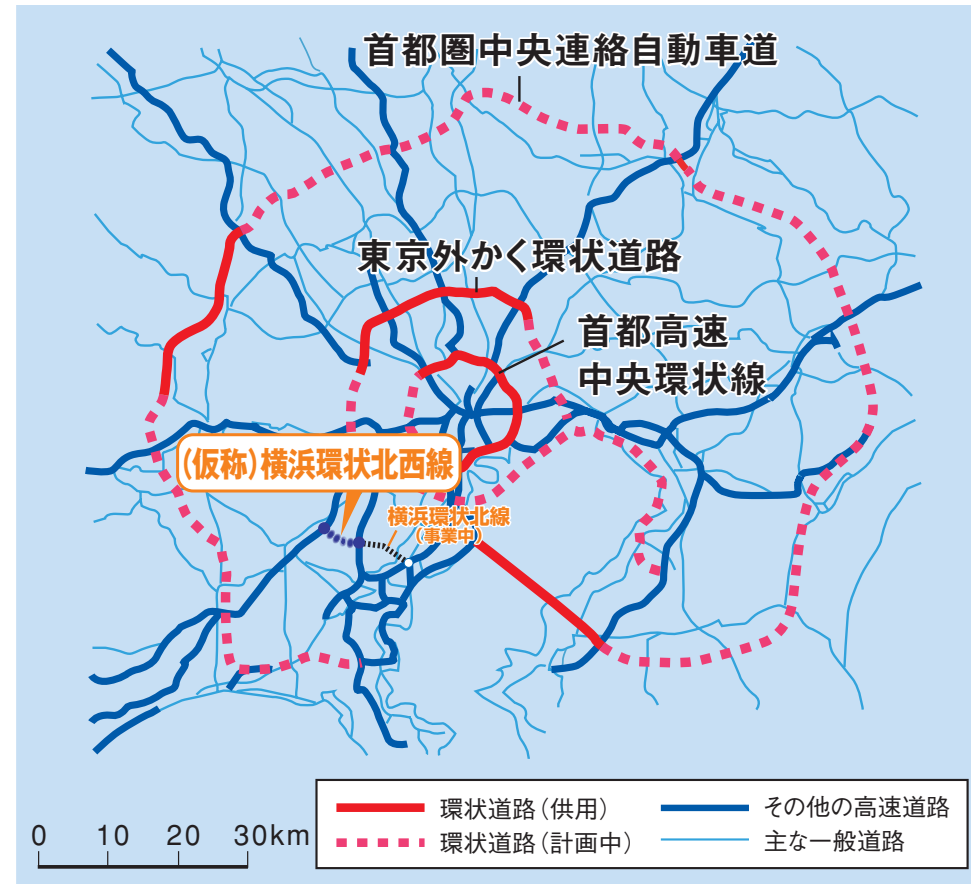 首都圏中央連絡自動車道
東京外かく環状道路
首都高速
中央環状線
(仮称)横浜環状北西線
横浜環状北線
(事業中)
0 10 20 30km
環状道路(供用)
環状道路(計画中)
その他の高速道路
主な一般道路